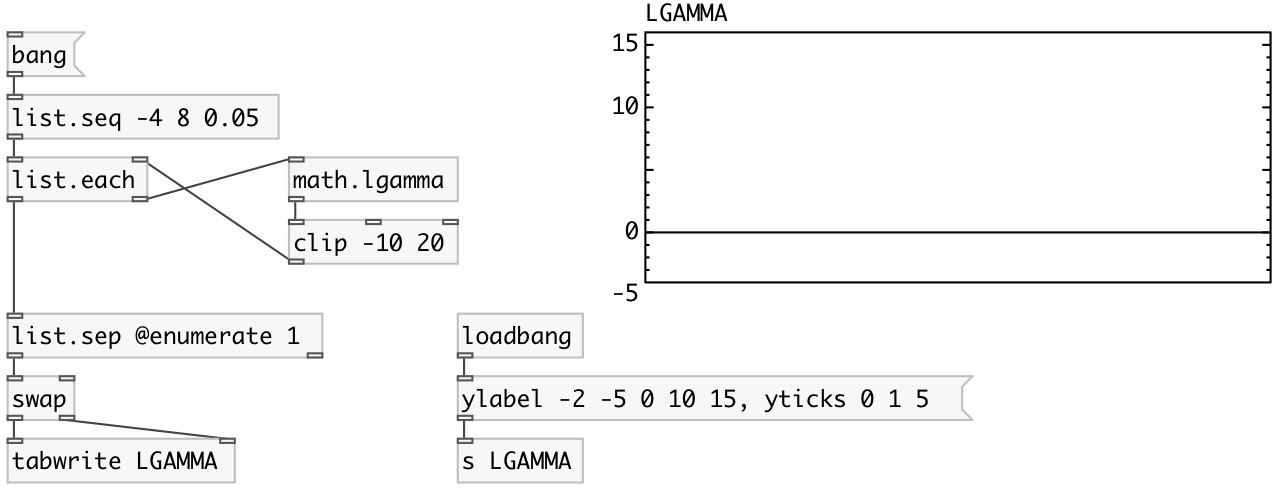 LGAMMA
15
bang
10
list.seq -4 8 0.05
list.each
math.lgamma
0
clip -10 20
-5
list.sep @enumerate 1
loadbang
swap
ylabel -2 -5 0 10 15, yticks 0 1 5
tabwrite LGAMMA
s LGAMMA